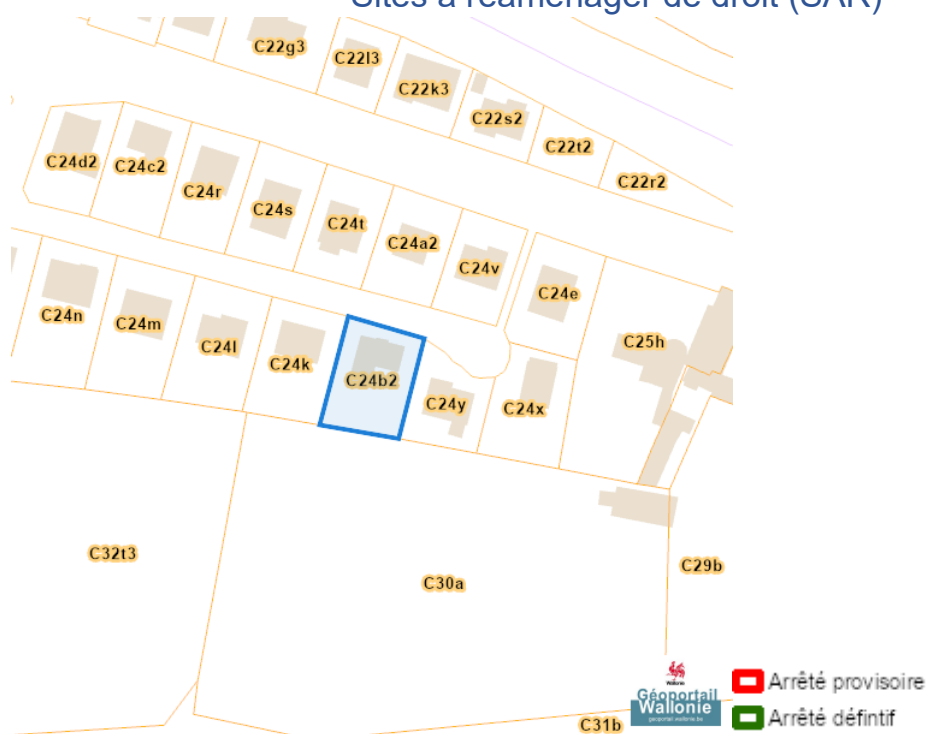 Sites à réaménager de droit (SAR)
C22g3
C22l3
C22k3
C22s2
C22t2
C22r2
C24d2
C24c2
C24r
C24s
C24t
C24a2
C24v
C24e
C24n
C24m
C24l
C24k
C24b2
C24y
C24x
C25h
C32t3
C30a
C29b
C31b
Wallonie
Géoportail
Wallonie
geoportail.wallonie.be
Arrêté provisoire
Arrêté défintif